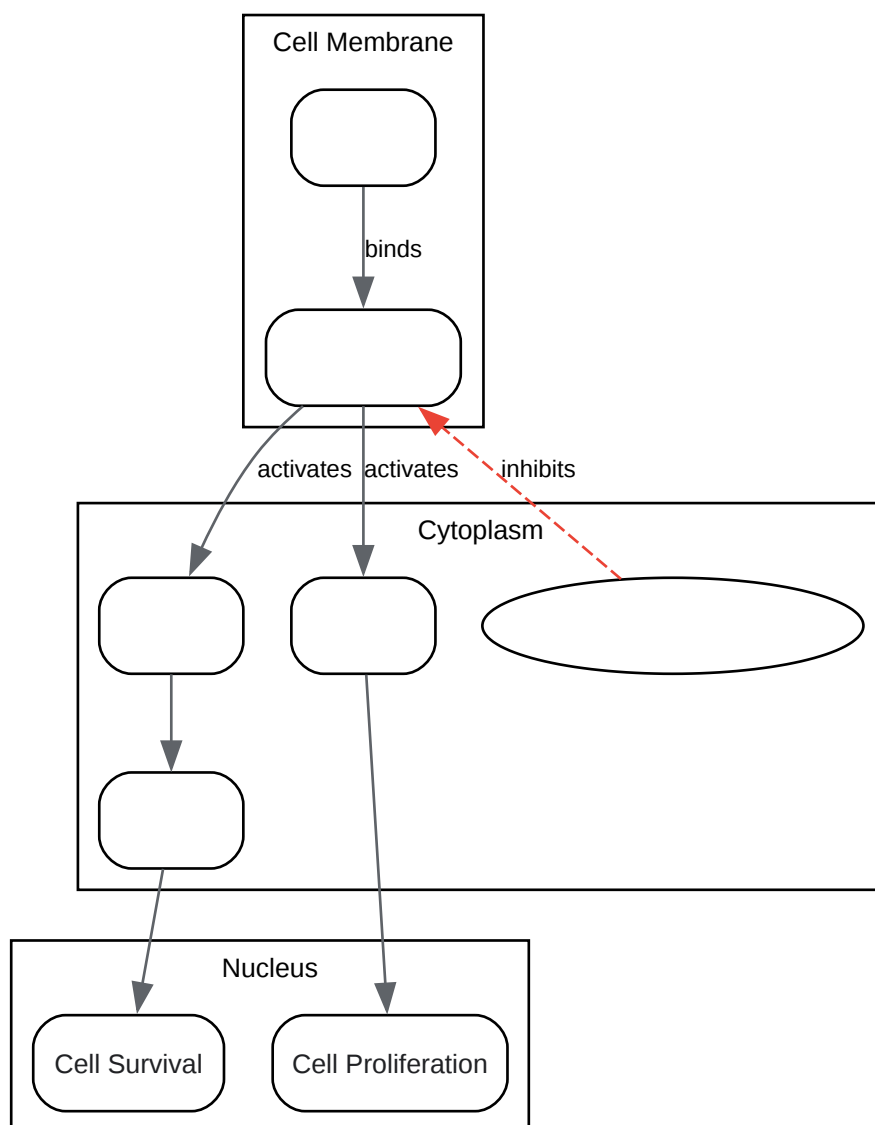 Cell Membrane
binds
activates
activates
inhibits
Cytoplasm
Nucleus
Cell Survival
Cell Proliferation